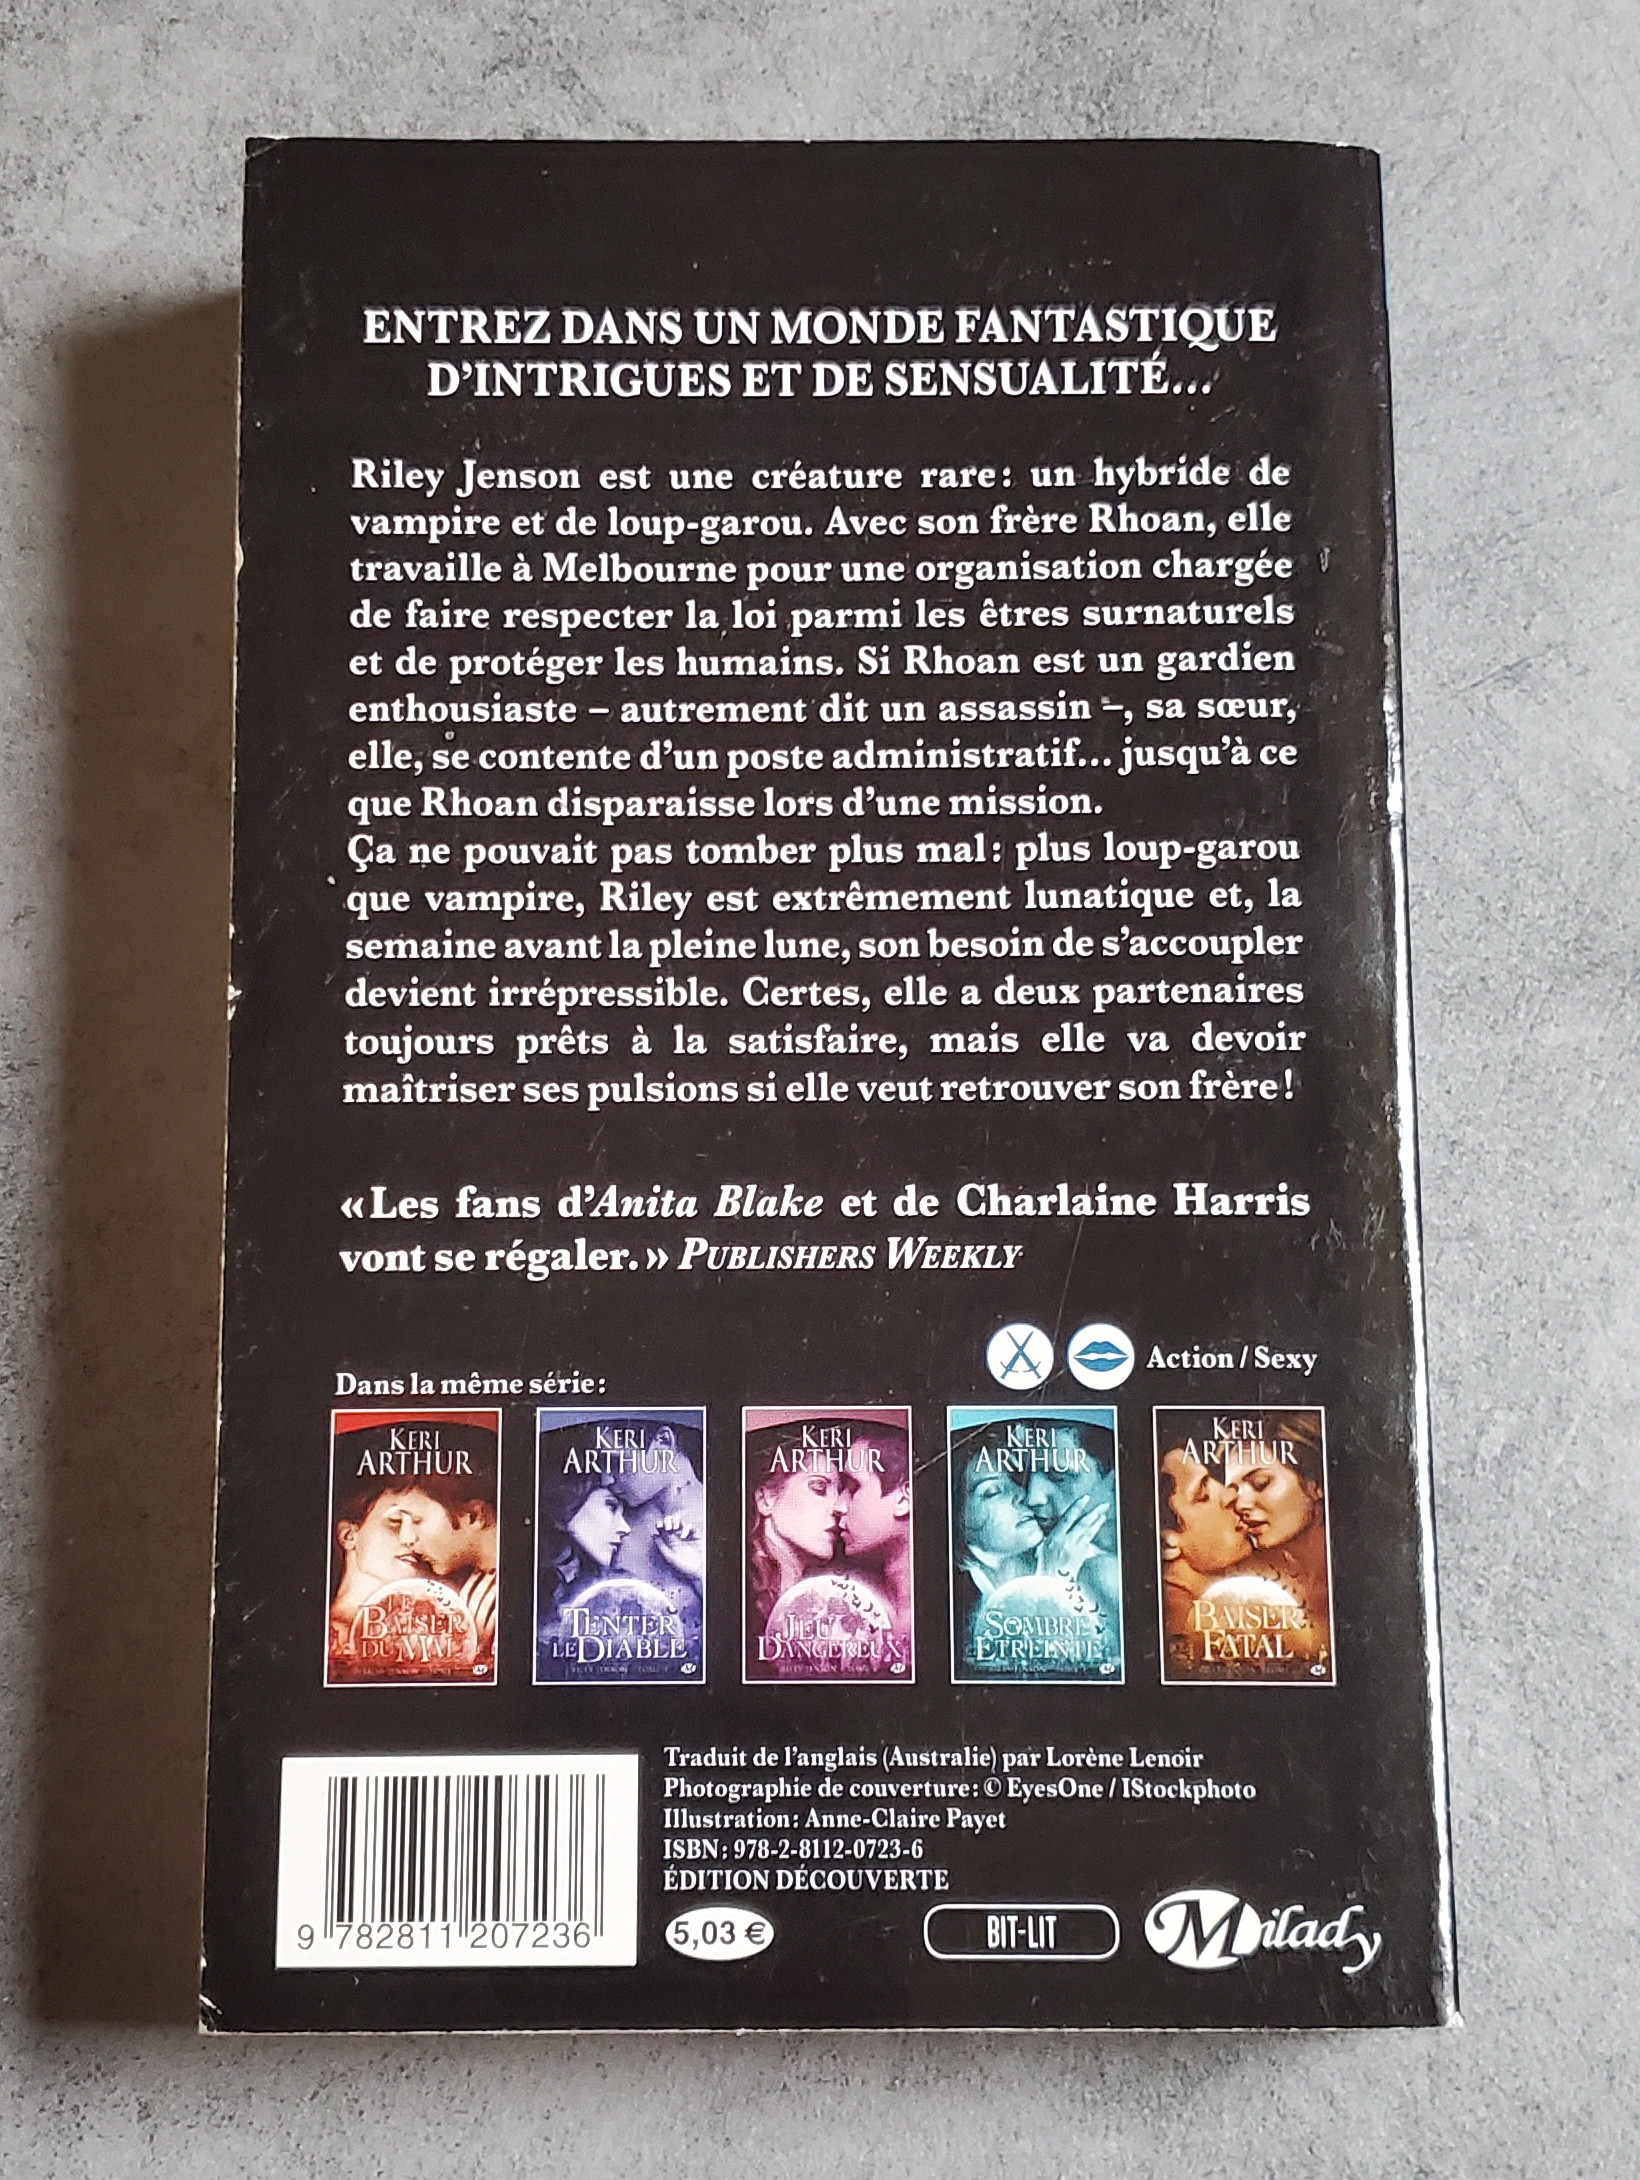 ENTREZ DANS UN MONDE FANTASTIQUE
D'INTRIGUES ET DE SENSUALITÉ...
Riley Jenson est une créature rare : un hybride de
vampire et de loup-garou. Avec son frère Rhoan, elle
travaille à Melbourne pour une organisation chargée
de faire respecter la loi parmi les êtres surnaturels
et de protéger les humains. Si Rhoan est un gardien
enthousiaste – autrement dit un assassin –, sa sœur,
elle, se contente d'un poste administratif... jusqu'à ce
que Rhoan disparaisse lors d'une mission.
Ça ne pouvait pas tomber plus mal : plus loup-garou
que vampire, Riley est extrêmement lunatique et, la
semaine avant la pleine lune, son besoin de s'accoupler
devient irrépressible. Certes, elle a deux partenaires
toujours prêts à la satisfaire, mais elle va devoir
maîtriser ses pulsions si elle veut retrouver son frère !
« Les fans d'Anita Blake et de Charlaine Harris
vont se régaler. » PUBLISHERS WEEKLY
Action / Sexy
Dans la même série :
KERI
ARTHUR
LE
BAISER
DU MAL
KERI
ARTHUR
TENTER
LE DIABLE
KERI
ARTHUR
JEU
DANGEREUX
KERI
ARTHUR
SOMBRE
ÉTREINTE
KERI
ARTHUR
BAISER
FATAL
Traduit de l'anglais (Australie) par Lorène Lenoir
Photographie de couverture : © EyesOne / IStockphoto
Illustration : Anne-Claire Payet
ISBN : 978-2-8112-0723-6
ÉDITION DÉCOUVERTE
9 782811 207236
5,03 €
BIT-LIT
Milady